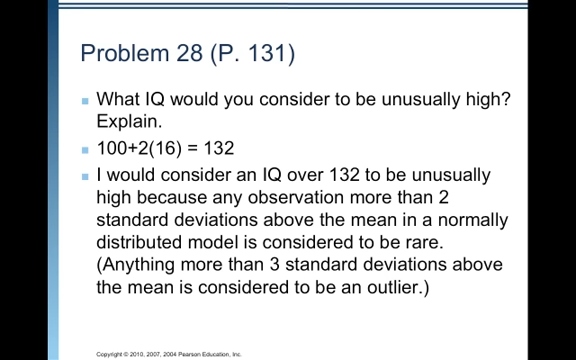 Problem 28 (P. 131)
What IQ would you consider to be unusually high?
Explain.
100+2(16) = 132
I would consider an IQ over 132 to be unusually
high because any observation more than 2
standard deviations above the mean in a normally
distributed model is considered to be rare.
(Anything more than 3 standard deviations above
the mean is considered to be an outlier.)
Copyright © 2010, 2007, 2004 Pearson Education, Inc.